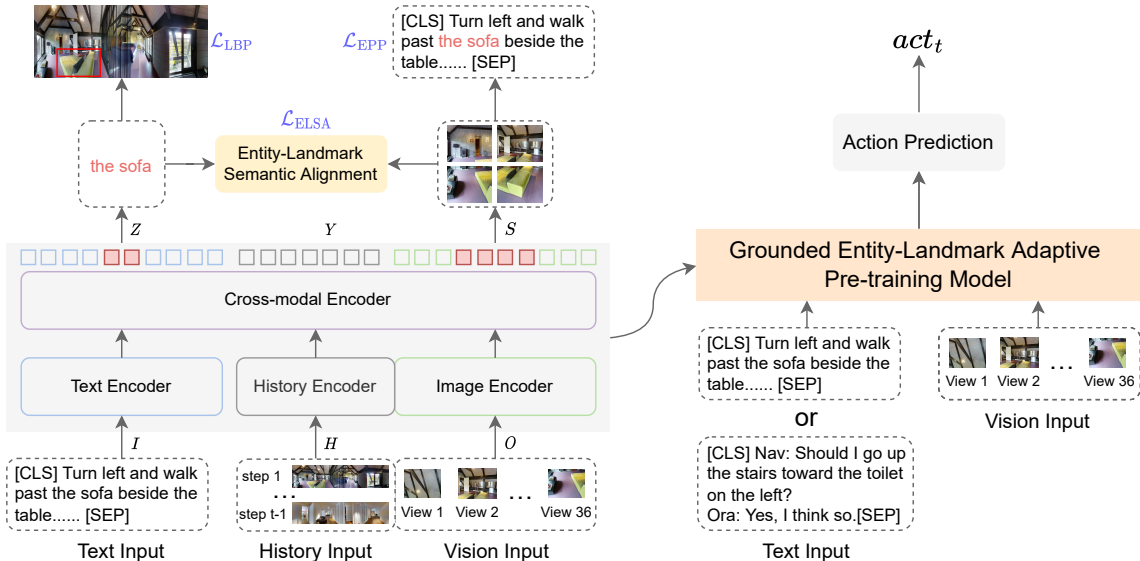 ℒ_LBP
ℒ_EPP
[CLS] Turn left and walk
past the sofa beside the
table...... [SEP]
act_t
ℒ_ELSA
the sofa
Entity-Landmark
Semantic Alignment
Action Prediction
Z
Y
S
Cross-modal Encoder
Grounded Entity-Landmark Adaptive
Pre-training Model
Text Encoder
History Encoder
Image Encoder
I
H
O
[CLS] Turn left and walk
past the sofa beside the
table...... [SEP]
step 1
...
step t-1
View 1
View 2
...
View 36
Text Input
History Input
Vision Input
[CLS] Turn left and walk
past the sofa beside the
table...... [SEP]
View 1
View 2
...
View 36
or
Vision Input
[CLS] Nav: Should I go up
the stairs toward the toilet
on the left?
Ora: Yes, I think so.[SEP]
Text Input